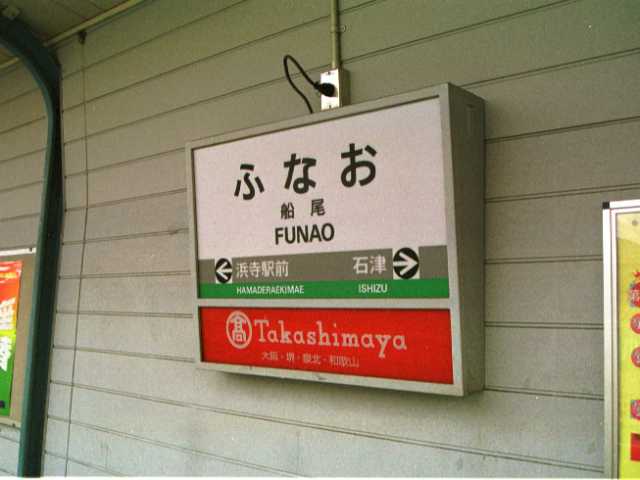 ふなお
船尾
FUNAO
浜寺駅前 石津
HAMADERAEKIMAE ISHIZU
髙 Takashimaya
大阪・堺・泉北・和歌山